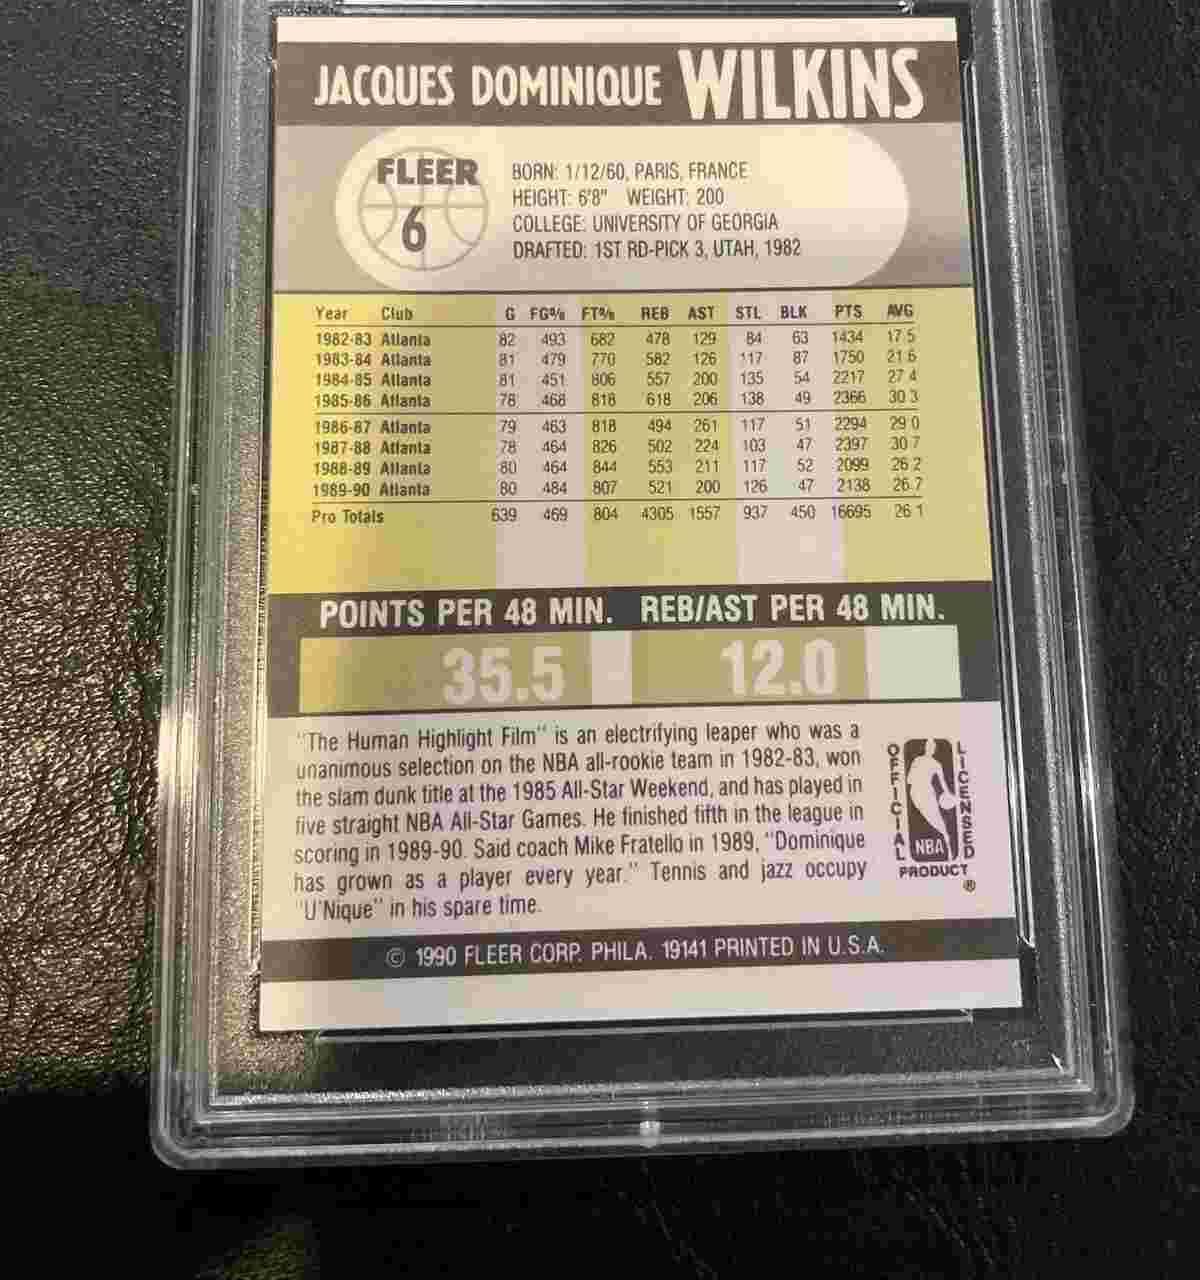 JACQUES DOMINIQUE WILKINS
FLEER
6
BORN: 1/12/60, PARIS, FRANCE
HEIGHT: 6'8" WEIGHT: 200
COLLEGE: UNIVERSITY OF GEORGIA
DRAFTED: 1ST RD-PICK 3, UTAH, 1982
Year Club G FG% FT% REB AST STL BLK PTS AVG
1982-83 Atlanta 82 .493 .682 478 129 84 63 1434 17.5
1983-84 Atlanta 81 .479 .770 582 126 117 87 1750 21.6
1984-85 Atlanta 81 .451 .806 557 200 135 54 2217 27.4
1985-86 Atlanta 78 .468 .818 618 206 138 49 2366 30.3
1986-87 Atlanta 79 .463 .818 494 261 117 51 2294 29.0
1987-88 Atlanta 78 .464 .826 502 224 103 47 2397 30.7
1988-89 Atlanta 80 .464 .844 553 211 117 52 2099 26.2
1989-90 Atlanta 80 .484 .807 521 200 126 47 2138 26.7
Pro Totals 639 .469 .804 4305 1557 937 450 16695 26.1
POINTS PER 48 MIN. REB/AST PER 48 MIN.
35.5 12.0
"The Human Highlight Film" is an electrifying leaper who was a
unanimous selection on the NBA all-rookie team in 1982-83, won
the slam dunk title at the 1985 All-Star Weekend, and has played in
five straight NBA All-Star Games. He finished fifth in the league in
scoring in 1989-90. Said coach Mike Fratello in 1989, "Dominique
has grown as a player every year." Tennis and jazz occupy
"U'Nique" in his spare time.
OFFICIAL
LICENSED
NBA
PRODUCT
®
© 1990 FLEER CORP. PHILA. 19141 PRINTED IN U.S.A.